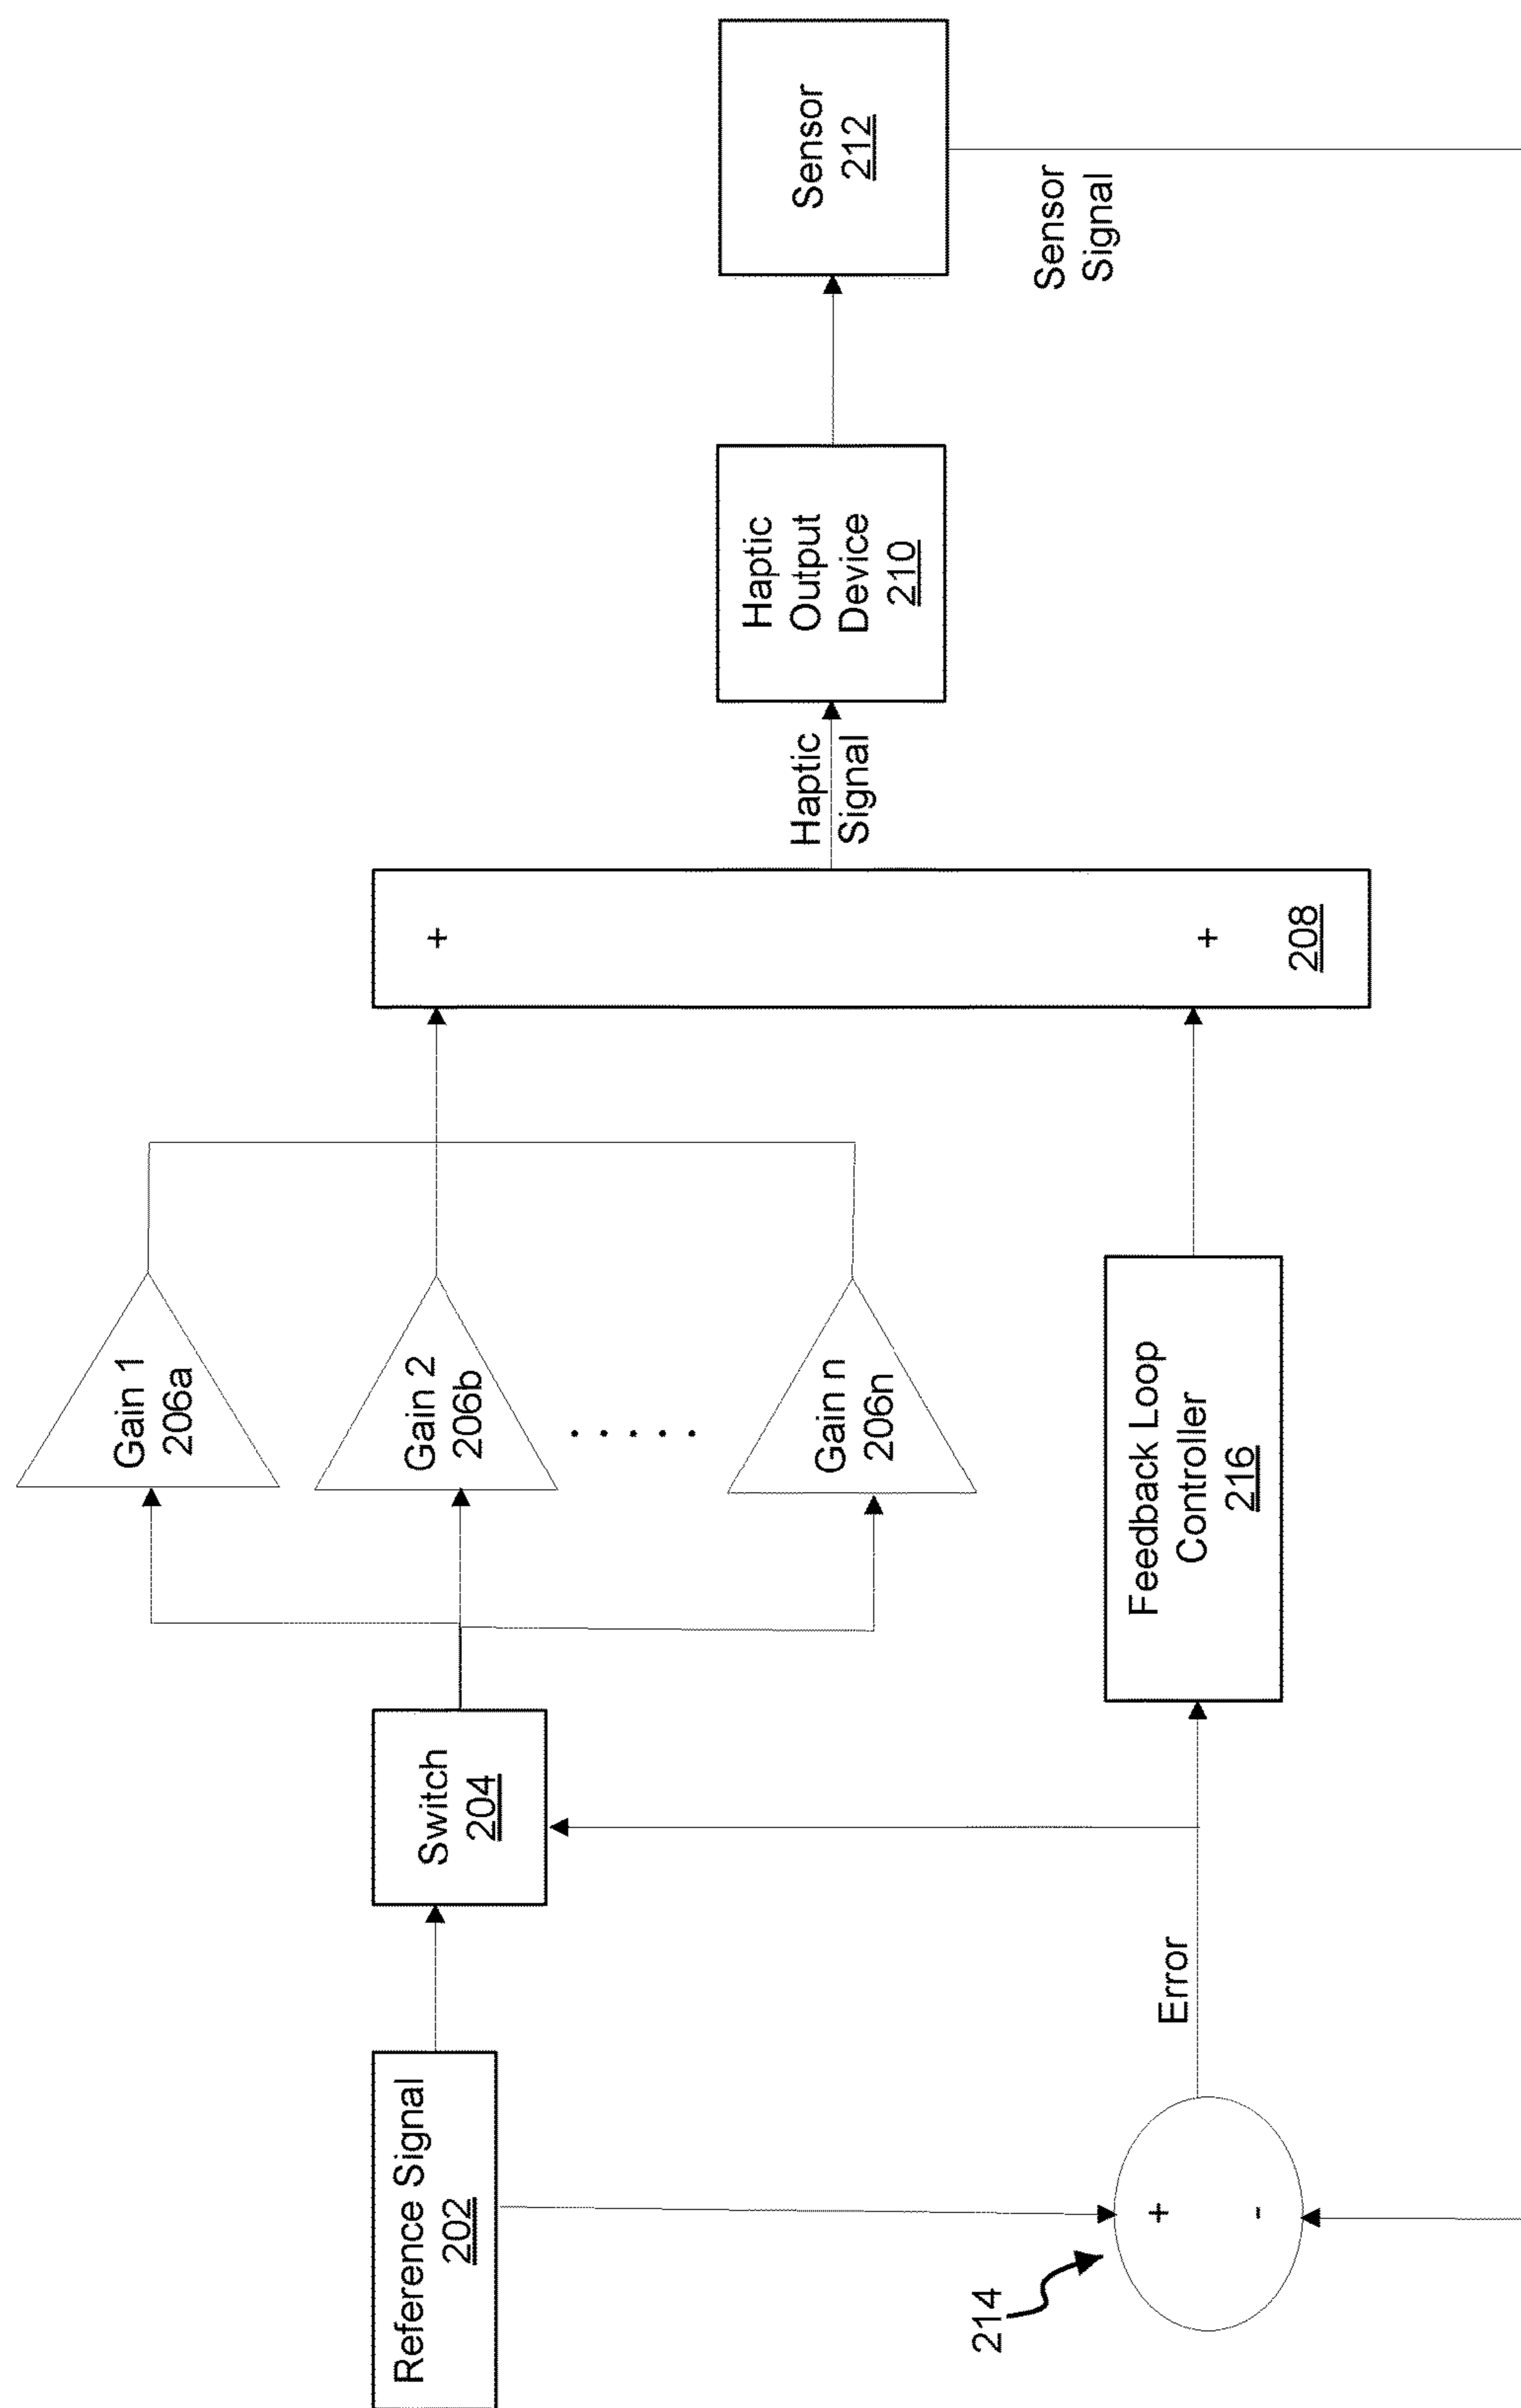 Reference Signal
202
Switch
204
Gain 1
206a
Gain 2
206b
.....
Gain n
206n
+
+
208
Haptic
Signal
Haptic
Output
Device
210
Sensor
212
Sensor
Signal
214
+
-
Error
Feedback Loop
Controller
216